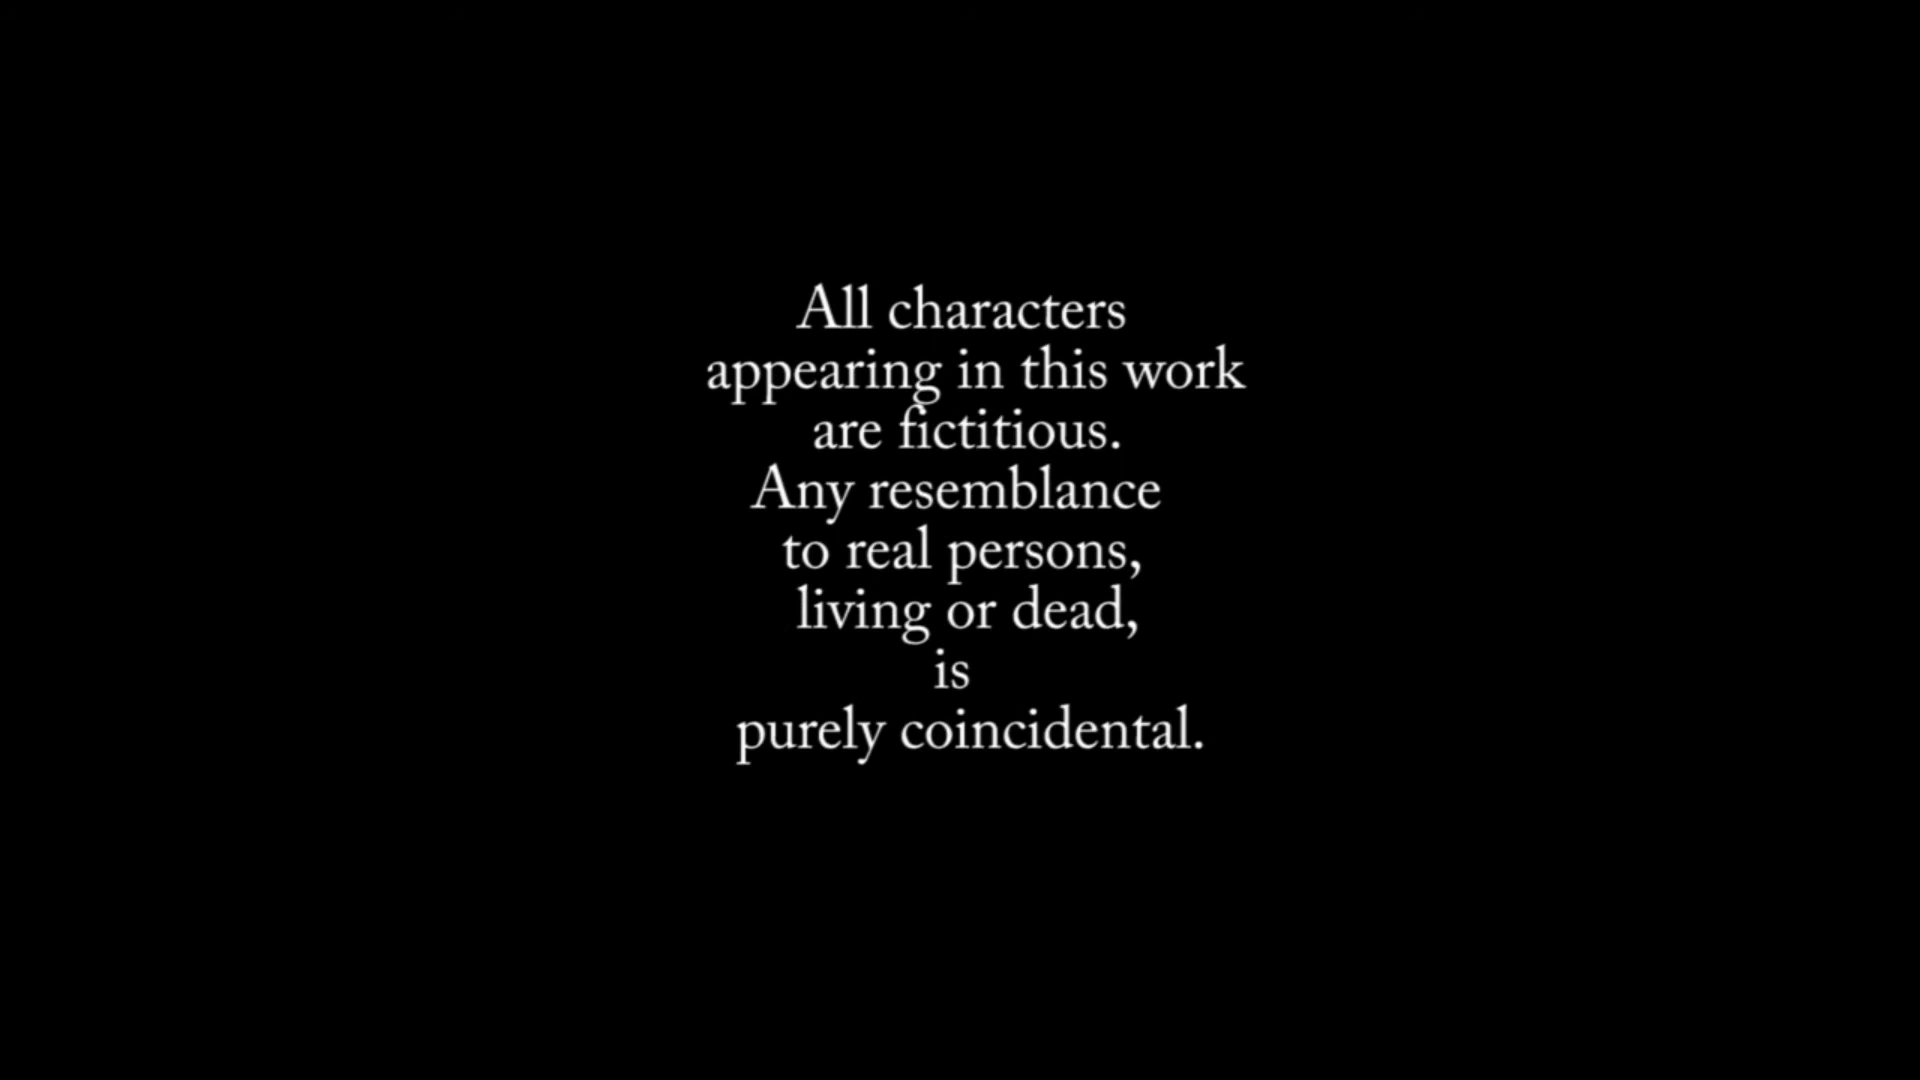 All characters
appearing in this work
are fictitious.
Any resemblance
to real persons,
living or dead,
is
purely coincidental.